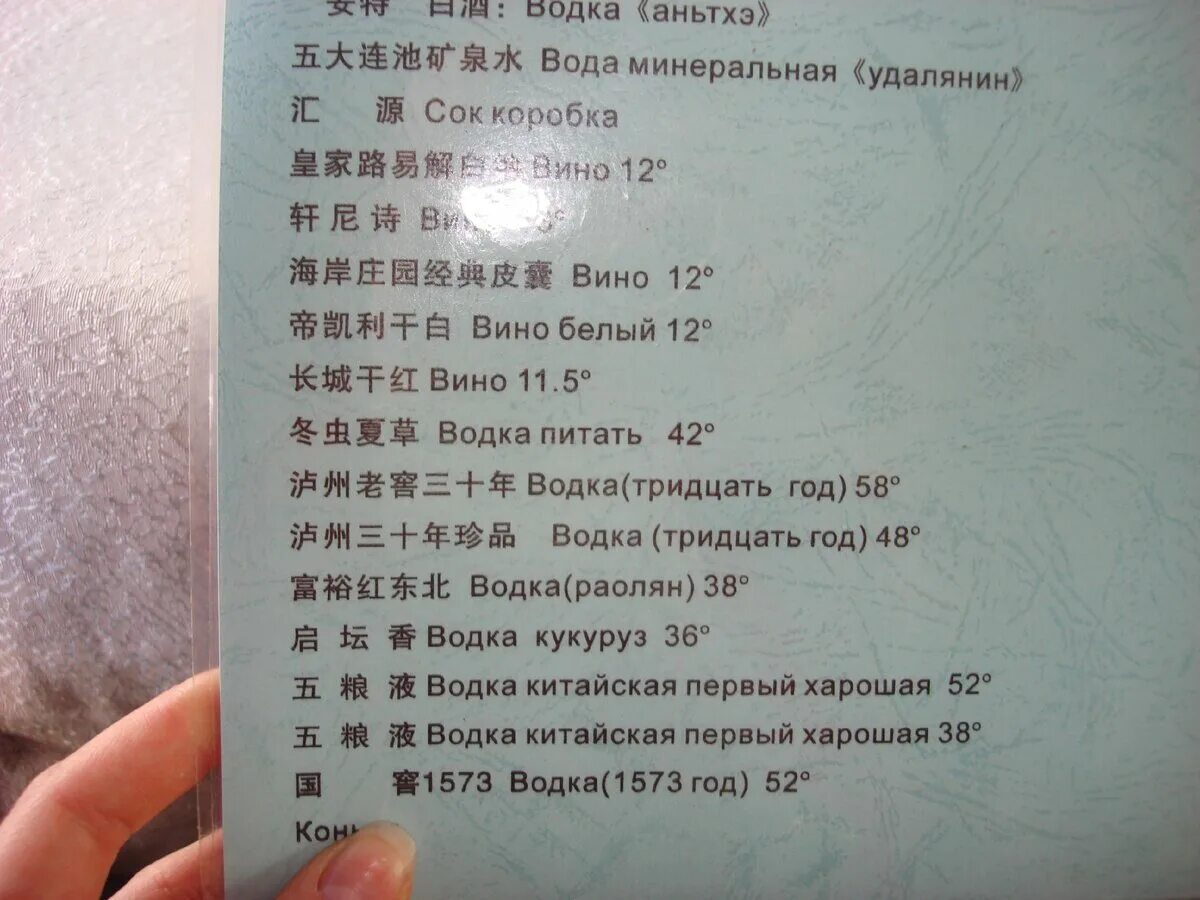 安特 白酒: Водка《аньтхэ》
五大连池矿泉水 Вода минеральная《удалянин》
汇 源 Сок коробка
皇家路易解白 Вино 12°
轩尼诗
海岸庄园经典皮囊 Вино 12°
帝凯利干白 Вино белый 12°
长城干红 Вино 11.5°
冬虫夏草 Водка питать 42°
泸州老窖三十年 Водка(тридцать год) 58°
泸州三十年珍品 Водка (тридцать год) 48°
富裕红东北 Водка(раолян) 38°
启 坛 香 Водка кукуруз 36°
五 粮 液 Водка китайская первый харошая 52°
五 粮 液 Водка китайская первый харошая 38°
国 窖1573 Водка(1573 год) 52°